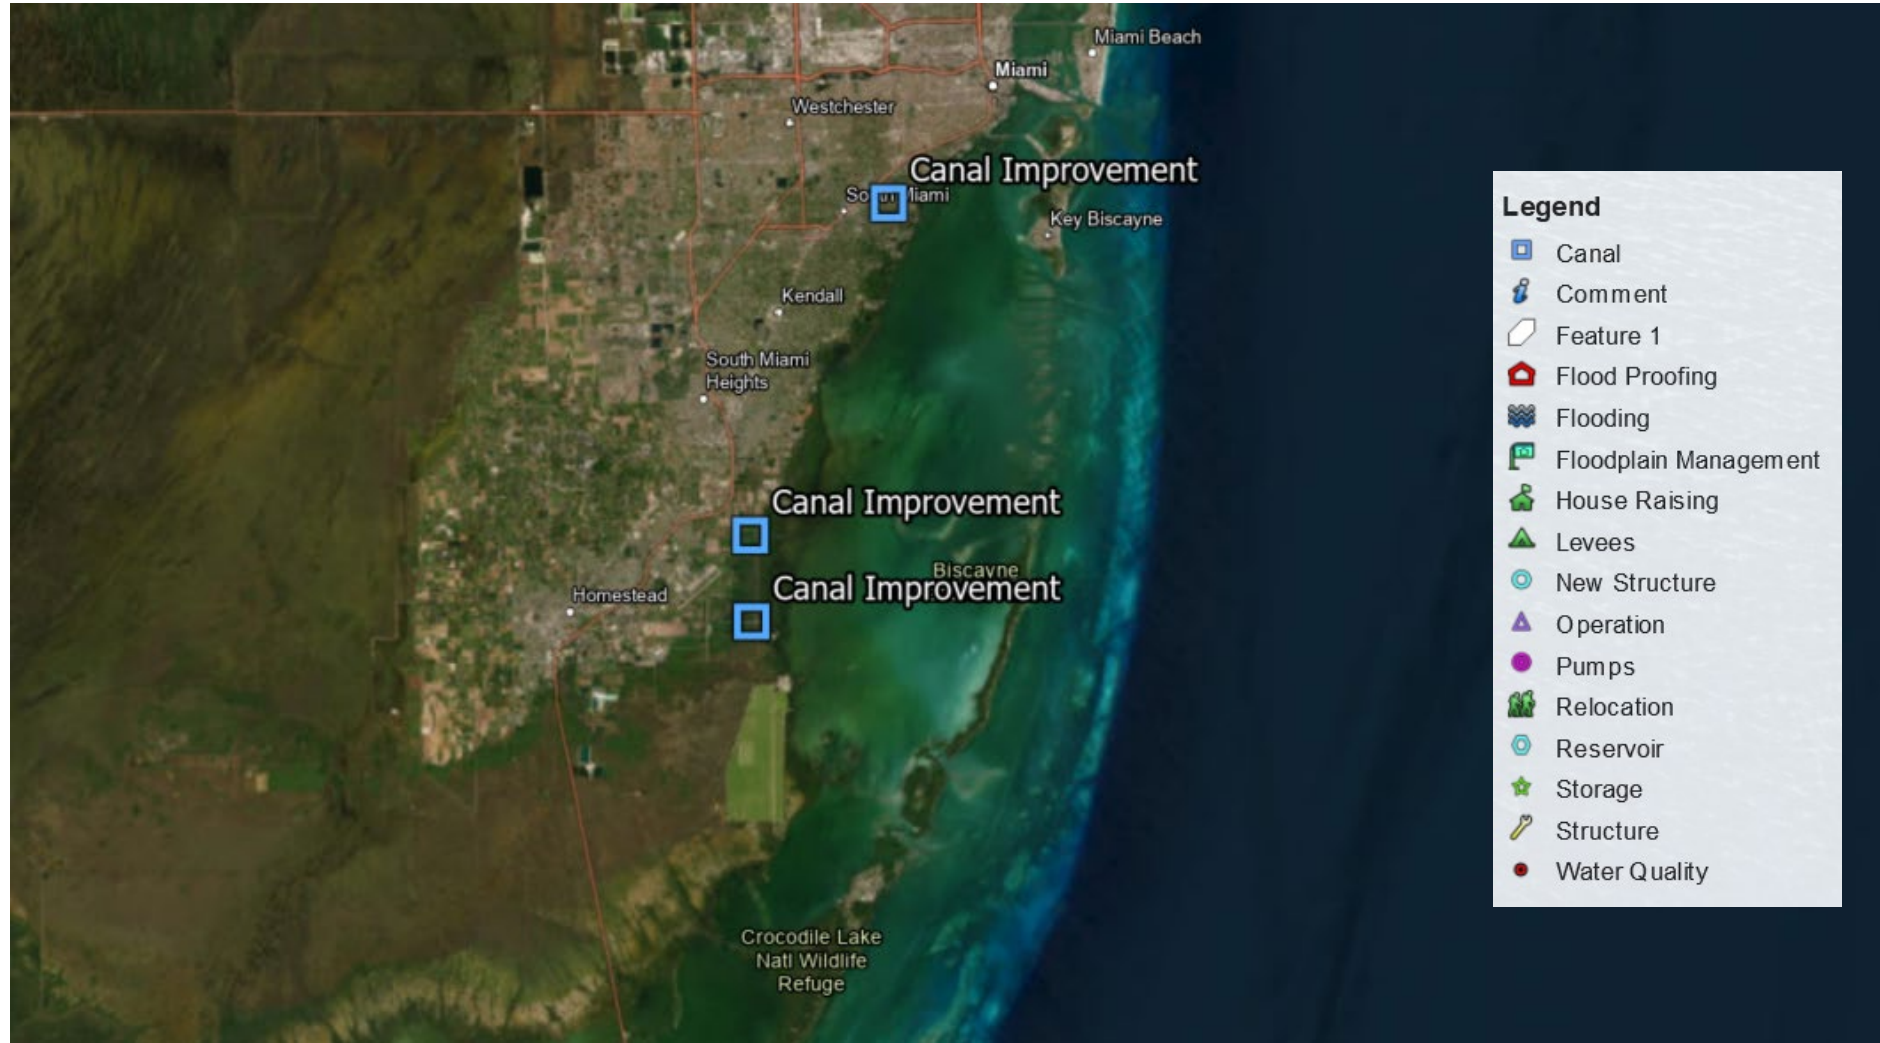 Miami Beach
Miami
Westchester
Canal Improvement
South Miami
Key Biscayne
Kendall
South Miami
Heights
Canal Improvement
Biscayne
Canal Improvement
Homestead
Crocodile Lake
Natl Wildlife
Refuge
Legend
Canal
Comment
Feature 1
Flood Proofing
Flooding
Floodplain Management
House Raising
Levees
New Structure
Operation
Pumps
Relocation
Reservoir
Storage
Structure
Water Quality